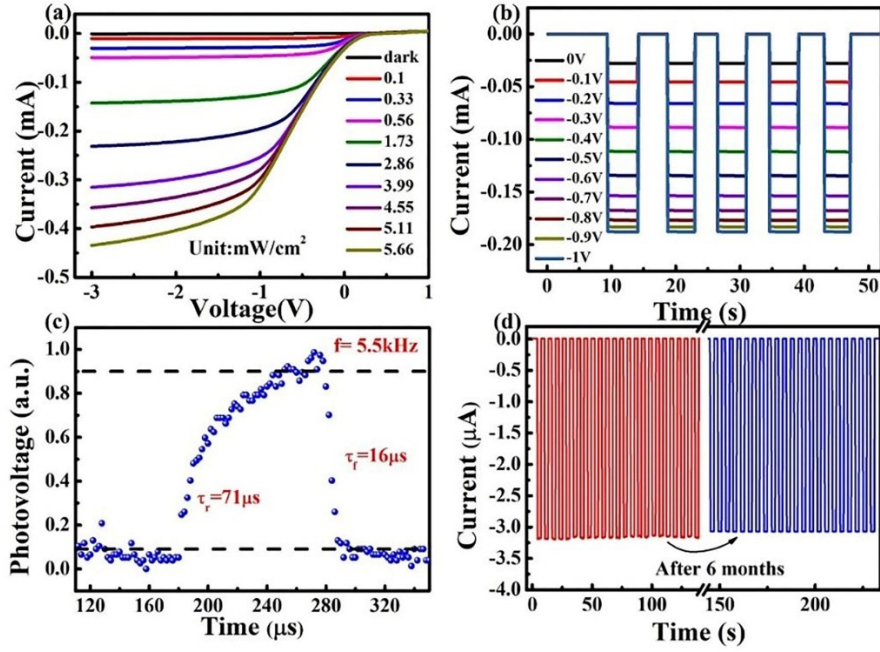 (a)
0.0
-0.1
-0.2
-0.3
-0.4
-0.5
Current (mA)
-3
-2
-1
0
1
Voltage(V)
dark
0.1
0.33
0.56
1.73
2.86
3.99
4.55
5.11
5.66
Unit:mW/cm²
(b)
0.00
-0.05
-0.10
-0.15
-0.20
Current (mA)
0
10
20
30
40
50
Time (s)
0V
-0.1V
-0.2V
-0.3V
-0.4V
-0.5V
-0.6V
-0.7V
-0.8V
-0.9V
-1V
(c)
1.0
0.8
0.6
0.4
0.2
0.0
Photovoltage (a.u.)
f= 5.5kHz
τr=71μs
τf=16μs
120
160
200
240
280
320
Time (μs)
(d)
0.0
-0.5
-1.0
-1.5
-2.0
-2.5
-3.0
-3.5
-4.0
Current (μA)
After 6 months
0
50
100
150
200
Time (s)